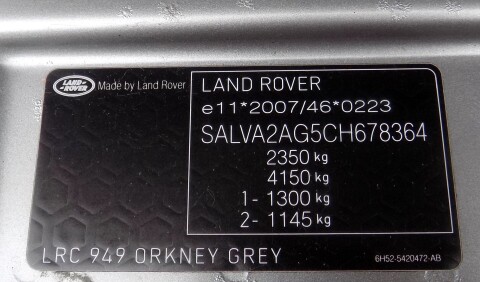 LAND ROVER
Made by Land Rover
LAND ROVER
e11*2007/46*0223
SALVA2AG5CH678364
2350 kg
4150 kg
1- 1300 kg
2- 1145 kg
LRC 949 ORKNEY GREY
6H52-5420472-AB